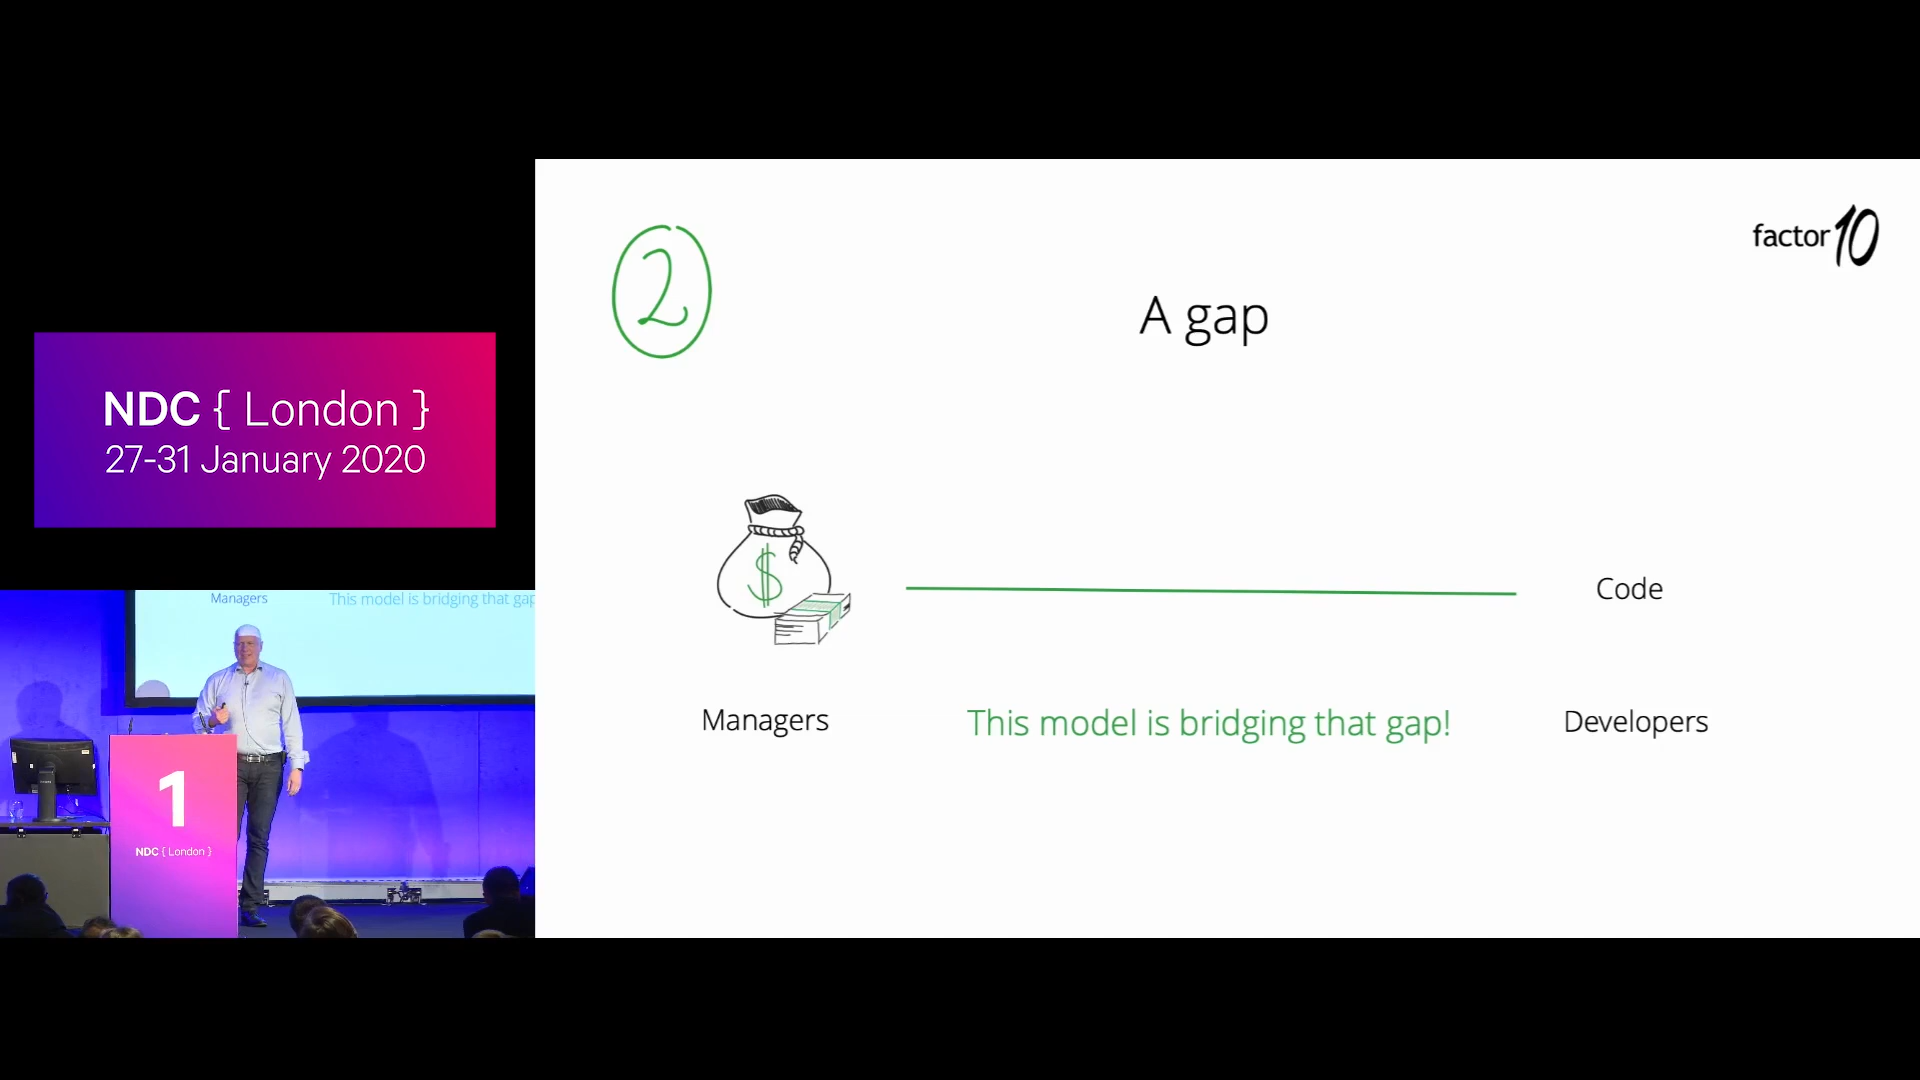 NDC { London }
27-31 January 2020
2
factor10
A gap
$
Code
Managers
This model is bridging that gap!
Developers
Managers
This model is bridging that gap
1
NDC { London }